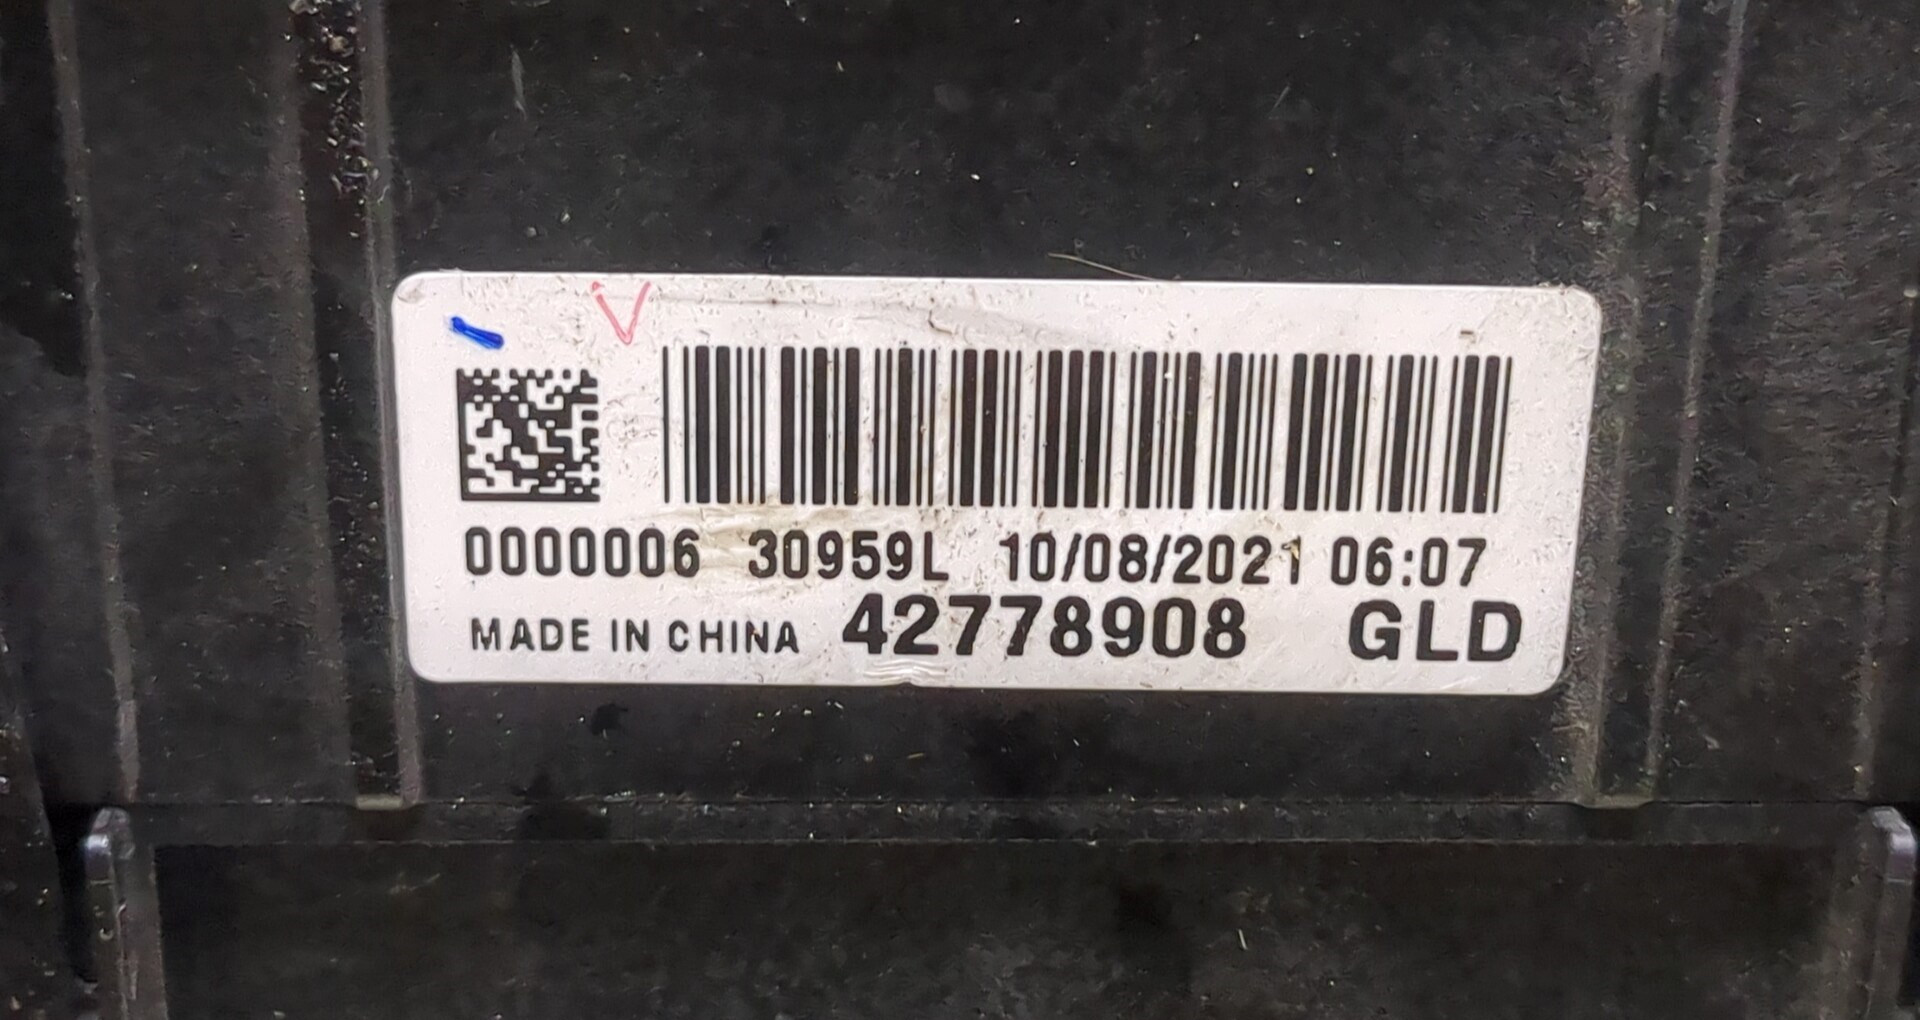 V
0000006 30959L 10/08/2021 06:07
MADE IN CHINA 42778908 GLD